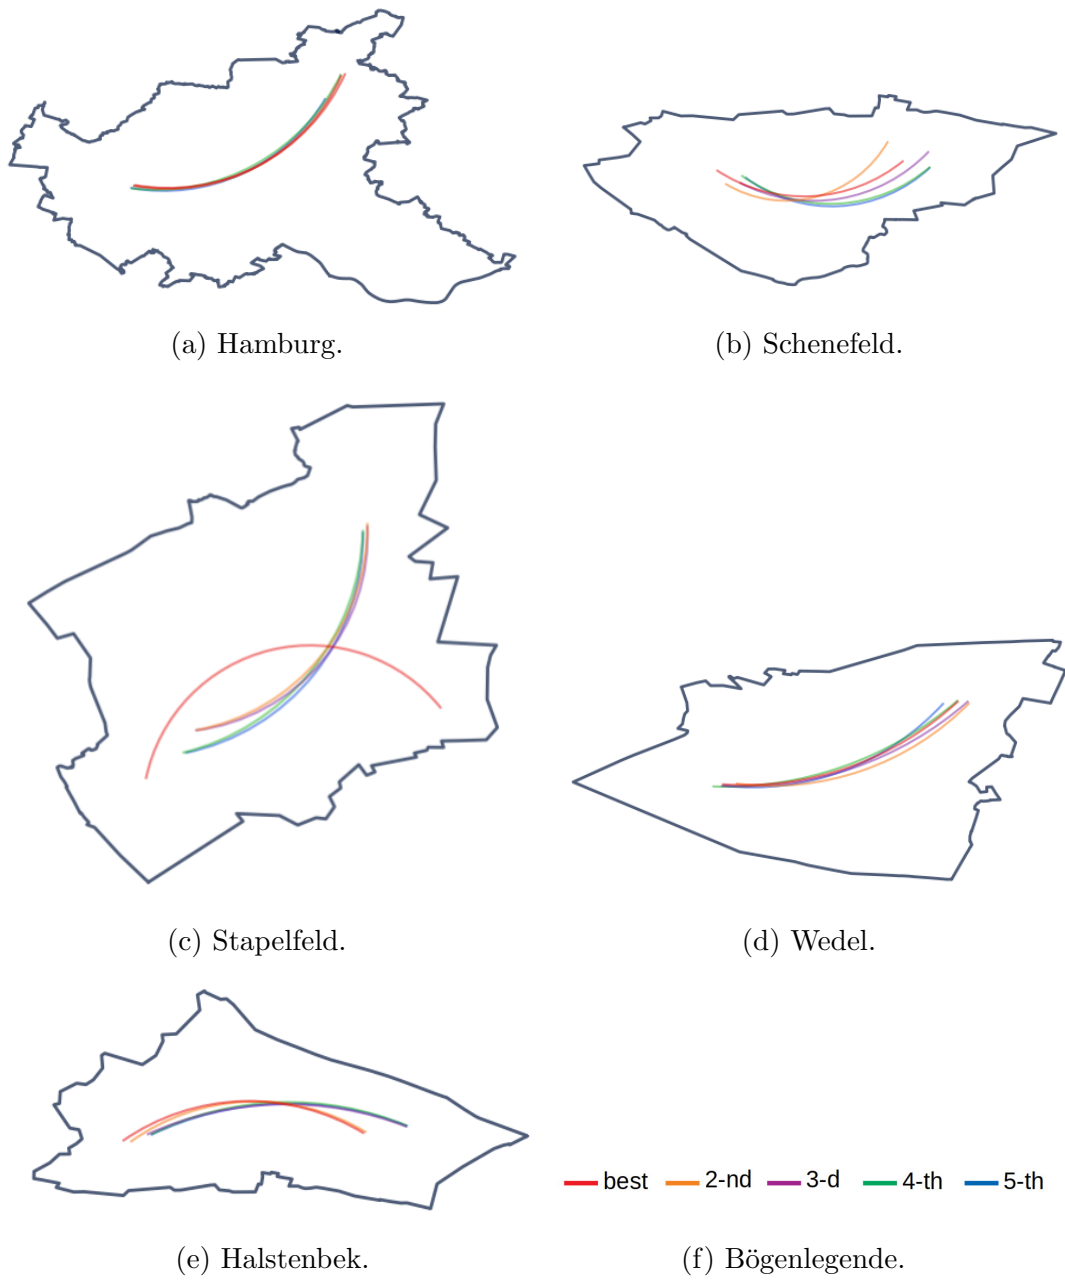 (a) Hamburg.
(b) Schenefeld.
(c) Stapelfeld.
(d) Wedel.
best 2-nd 3-d 4-th 5-th
(e) Halstenbek.
(f) Bögenlegende.